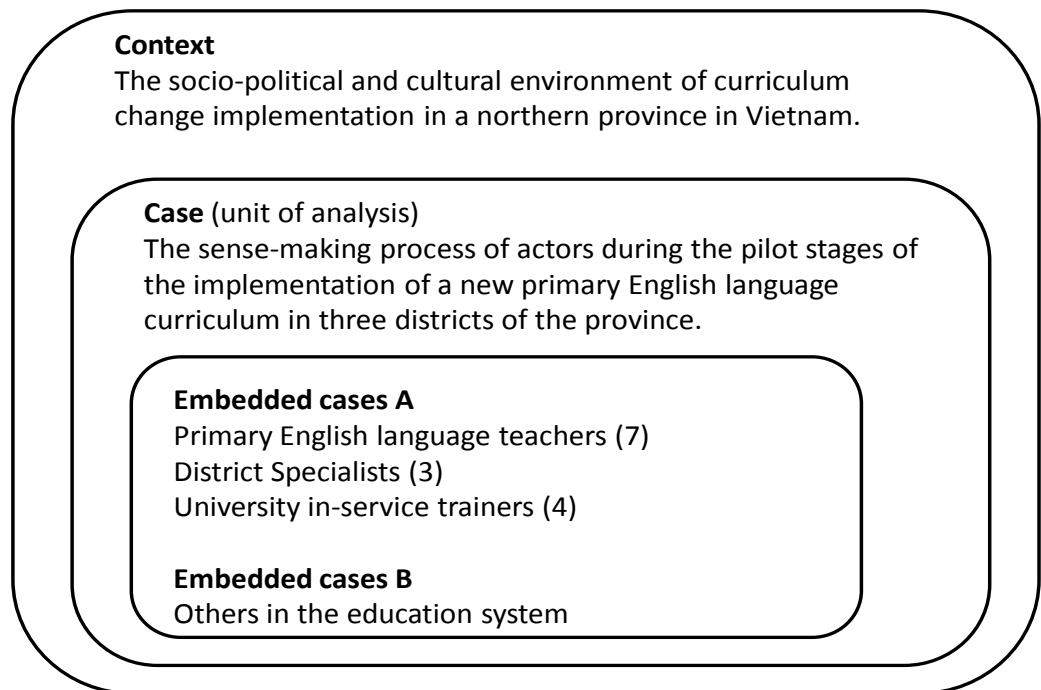 Context
The socio-political and cultural environment of curriculum
change implementation in a northern province in Vietnam.
Case (unit of analysis)
The sense-making process of actors during the pilot stages of
the implementation of a new primary English language
curriculum in three districts of the province.
Embedded cases A
Primary English language teachers (7)
District Specialists (3)
University in-service trainers (4)
Embedded cases B
Others in the education system